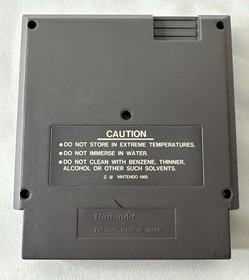 CAUTION
●DO NOT STORE IN EXTREME TEMPERATURES.
●DO NOT IMMERSE IN WATER.
●DO NOT CLEAN WITH BENZENE, THINNER,
ALCOHOL OR OTHER SUCH SOLVENTS.
© Ⓜ NINTENDO 1985
Nintendo